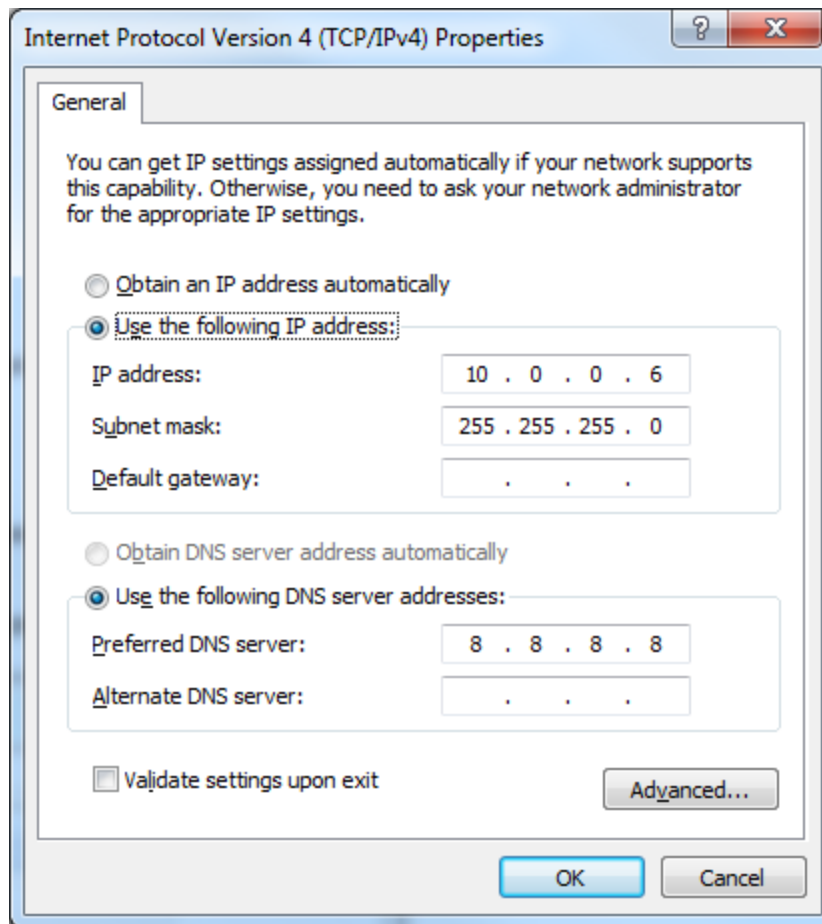 Internet Protocol Version 4 (TCP/IPv4) Properties
?
General
You can get IP settings assigned automatically if your network supports
this capability. Otherwise, you need to ask your network administrator
for the appropriate IP settings.
Obtain an IP address automatically
Use the following IP address:
IP address: 10 . 0 . 0 . 6
Subnet mask: 255 . 255 . 255 . 0
Default gateway: . . .
Obtain DNS server address automatically
Use the following DNS server addresses:
Preferred DNS server: 8 . 8 . 8 . 8
Alternate DNS server: . . .
Validate settings upon exit
Advanced...
OK Cancel